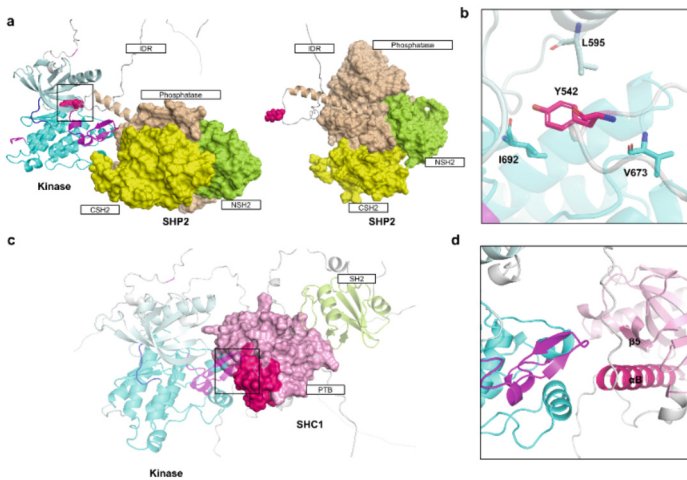 a
IDR
Phosphatase
Kinase
CSH2
NSH2
SHP2
IDR
Phosphatase
NSH2
CSH2
SHP2
b
L595
Y542
I692
V673
c
SH2
PTB
SHC1
Kinase
d
β5
αB